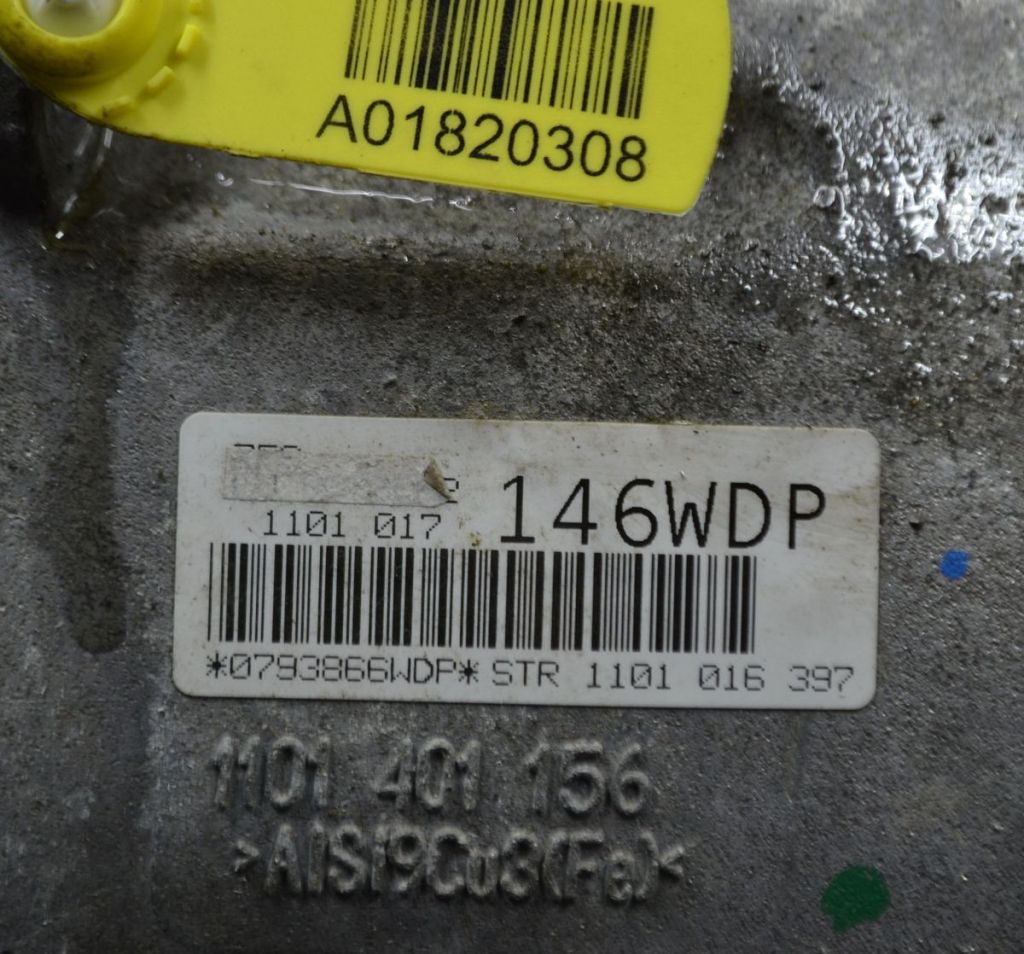 A01820308
1101 017
146WDP
*0793866WDP* STR 1101 016 397
1101 401 156
>AlSi9Cu3(Fe)<